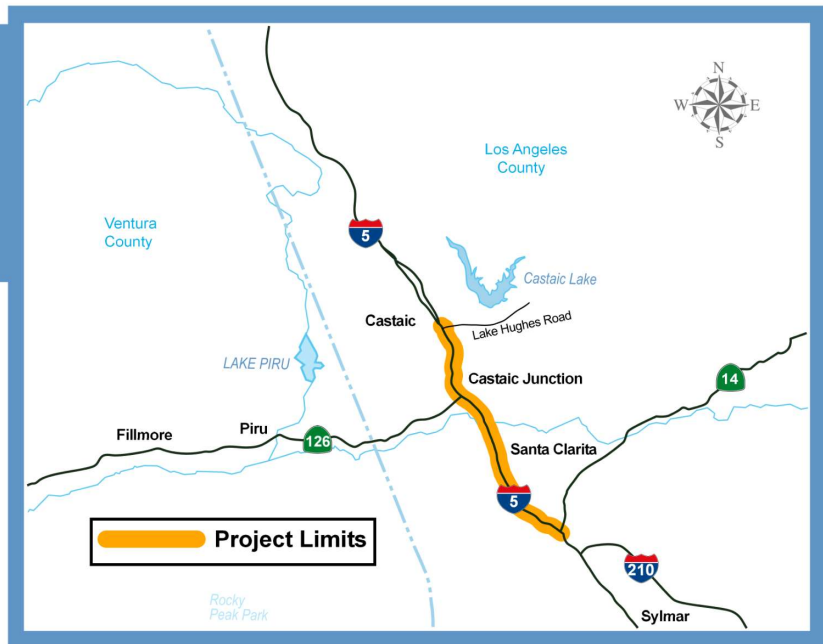 N
W E
S
Los Angeles
County
Ventura
County
5
Castaic Lake
Castaic
Lake Hughes Road
LAKE PIRU
Castaic Junction
14
Fillmore
Piru
126
Santa Clarita
5
Project Limits
210
Rocky
Peak Park
Sylmar